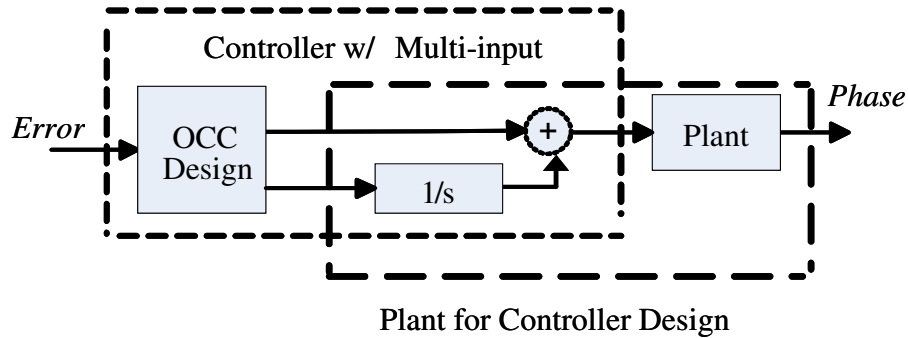 Controller w/ Multi-input
Error
OCC
Design
+
1/s
Plant
Phase
Plant for Controller Design